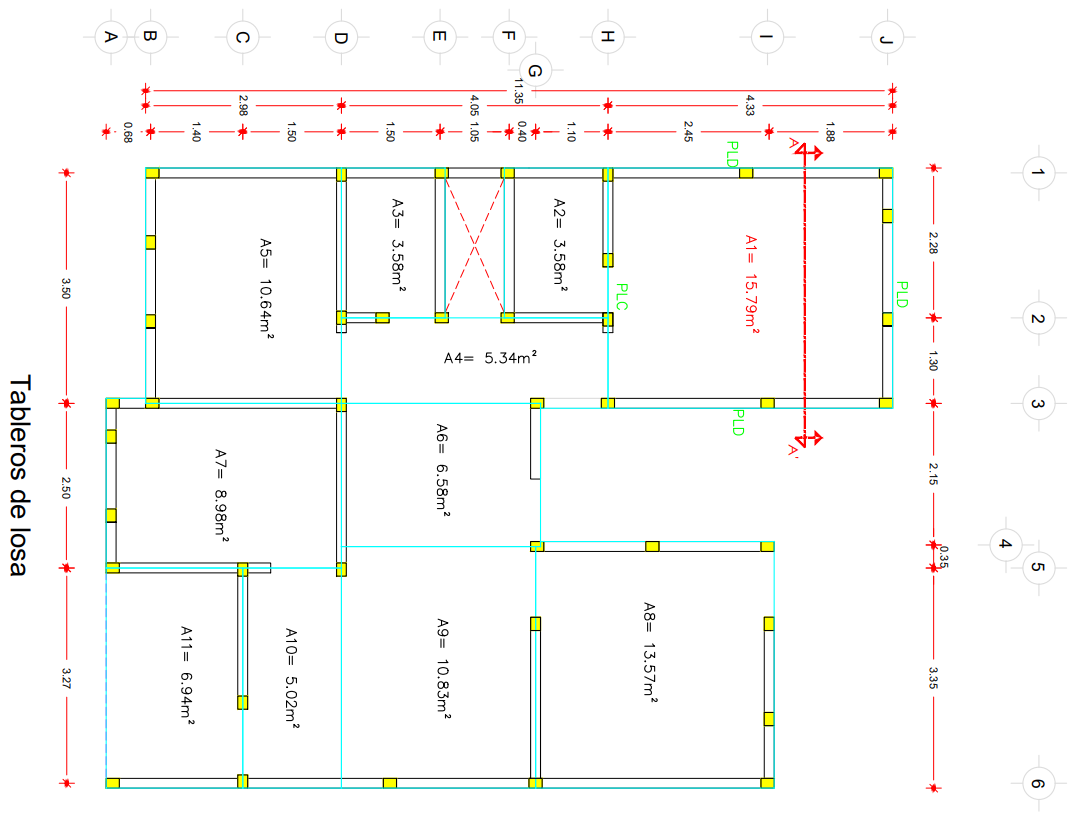 A
B
C
D
E
F
G
H
I
J
11.35
2.98
4.05
4.33
0.68
1.40
1.50
1.50
1.05
0.40
1.10
2.45
1.88
A
PLD
1
A3= 3.58m²
A2= 3.58m²
A5= 10.64m²
A1= 15.79m²
2.28
3.50
PLC
PLD
2
A4= 5.34m²
1.30
3
PLD
A'
A6= 6.58m²
A7= 8.98m²
2.15
2.50
4
0.35
5
A8= 13.57m²
A9= 10.83m²
A10= 5.02m²
A11= 6.94m²
3.27
3.35
6
Tableros de losa